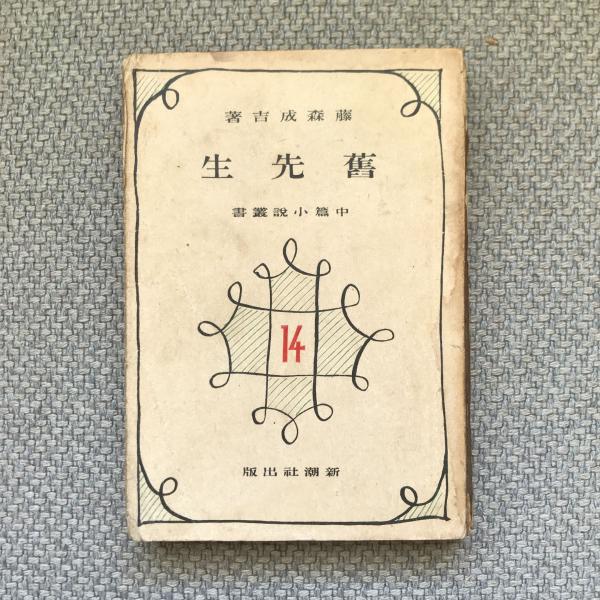 藤森成吉著
舊先生
中篇小說叢書
14
新潮社出版